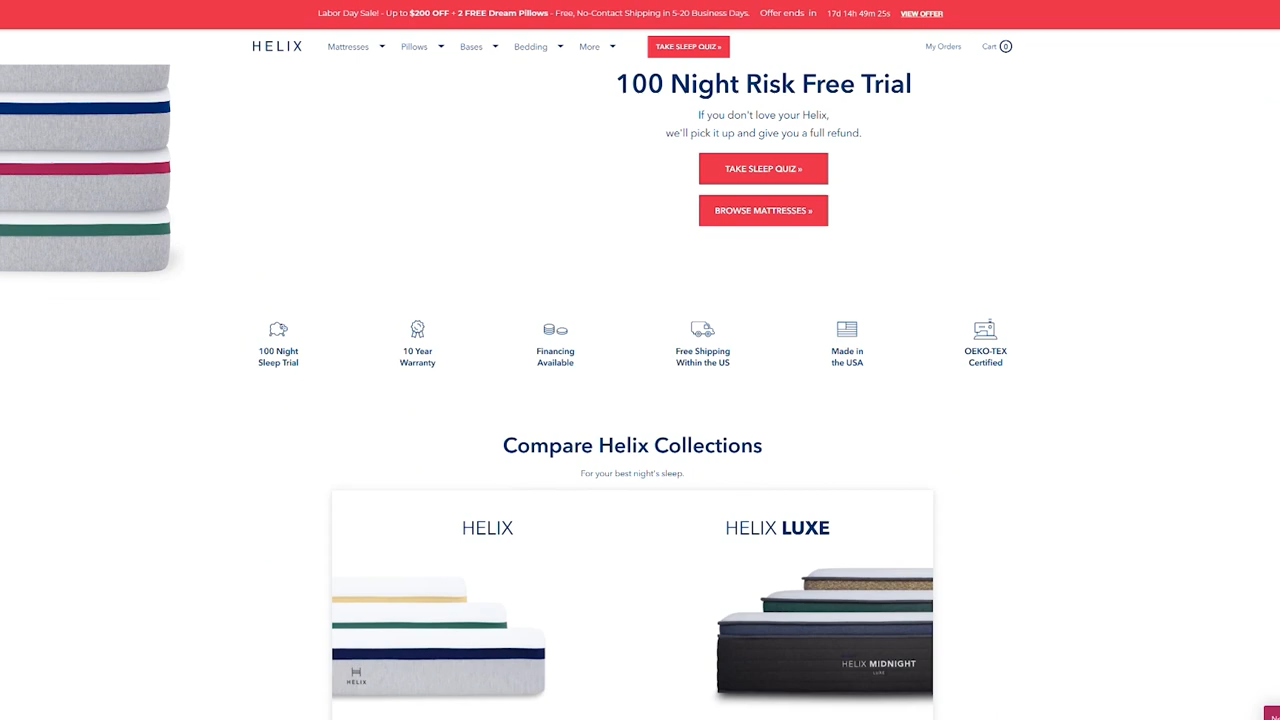 Labor Day Sale! - Up to $200 OFF + 2 FREE Dream Pillows - Free, No-Contact Shipping in 5-20 Business Days. Offer ends in 17d 14h 49m 25s VIEW OFFER
HELIX Mattresses Pillows Bases Bedding More TAKE SLEEP QUIZ » My Orders Cart 0
100 Night Risk Free Trial
If you don't love your Helix,
we'll pick it up and give you a full refund.
TAKE SLEEP QUIZ »
BROWSE MATTRESSES »
100 Night
Sleep Trial
10 Year
Warranty
Financing
Available
Free Shipping
Within the US
Made in
the USA
OEKO-TEX
Certified
Compare Helix Collections
For your best night's sleep.
HELIX
HELIX LUXE
HELIX
HELIX MIDNIGHT
LUXE